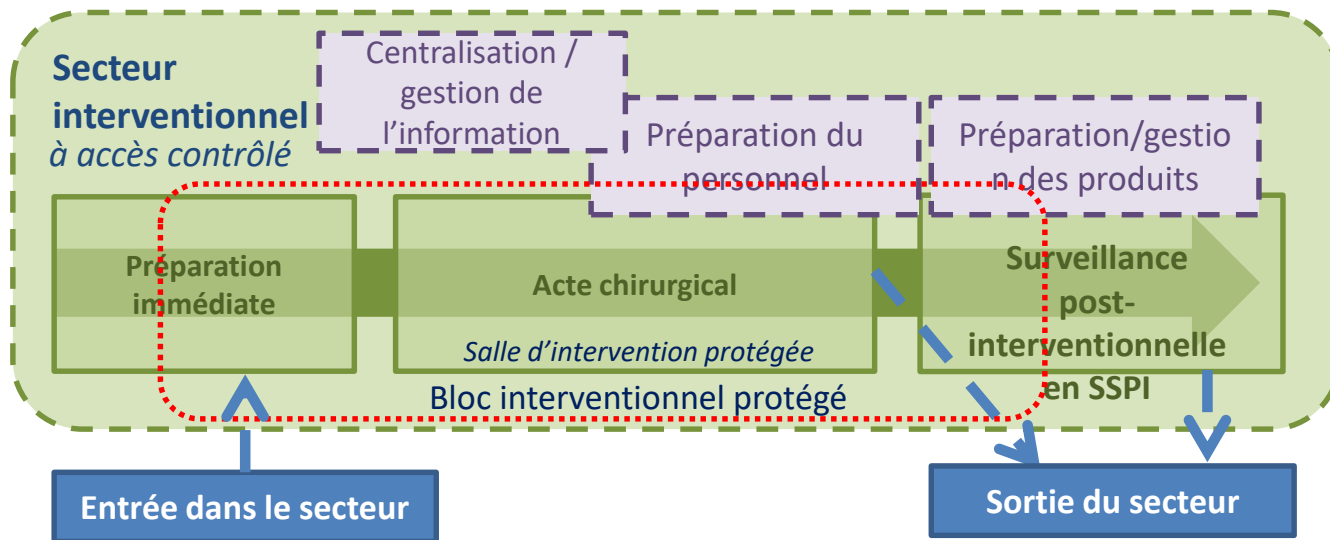 Secteur
interventionnel
à accès contrôlé
Centralisation /
gestion de
l’information
Préparation du
personnel
Préparation/gestio
n des produits
Préparation
immédiate
Acte chirurgical
Salle d’intervention protégée
Bloc interventionnel protégé
Surveillance
post-
interventionnelle
en SSPI
Entrée dans le secteur
Sortie du secteur